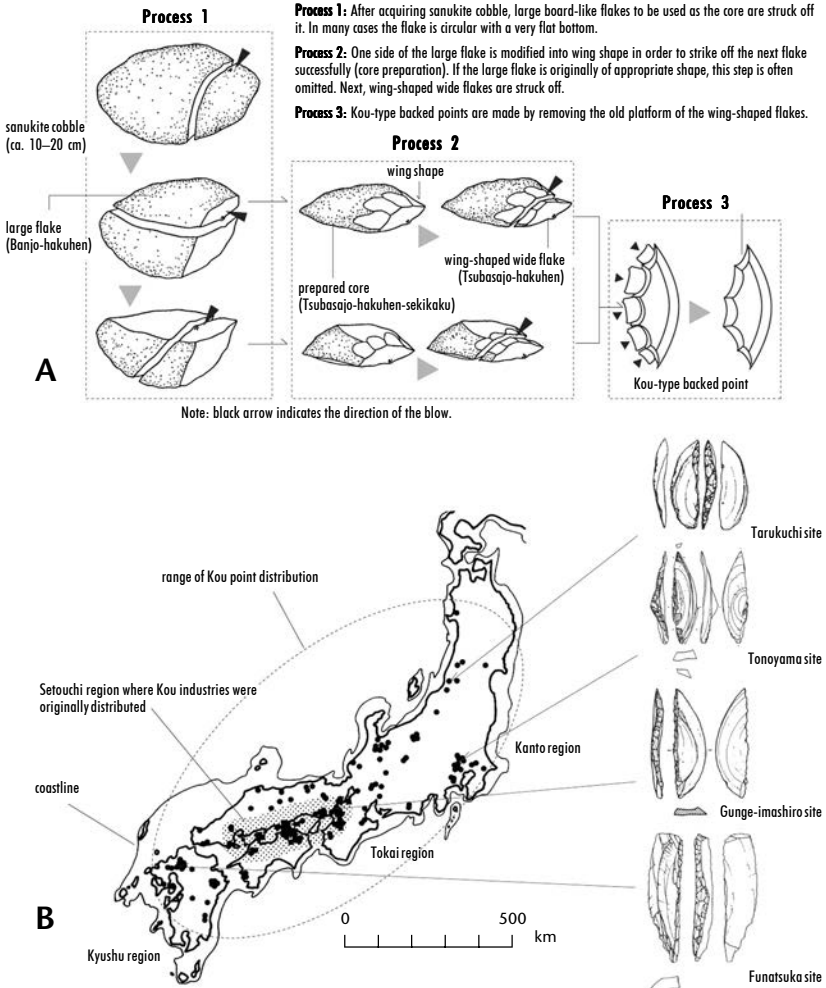 Process 1
Process 1: After acquiring sanukite cobble, large board-like flakes to be used as the core are struck off
it. In many cases the flake is circular with a very flat bottom.
Process 2: One side of the large flake is modified into wing shape in order to strike off the next flake
successfully (core preparation). If the large flake is originally of appropriate shape, this step is often
omitted. Next, wing-shaped wide flakes are struck off.
Process 3: Kou-type backed points are made by removing the old platform of the wing-shaped flakes.
sanukite cobble
(ca. 10–20 cm)
large flake
(Banjo-hakuhen)
Process 2
wing shape
prepared core
(Tsubasajo-hakuhen-sekikaku)
wing-shaped wide flake
(Tsubasajo-hakuhen)
Process 3
Kou-type backed point
A
Note: black arrow indicates the direction of the blow.
range of Kou point distribution
Setouchi region where Kou industries were
originally distributed
coastline
Kanto region
Tokai region
Kyushu region
B
0 500
km
Tarukuchi site
Tonoyama site
Gunge-imashiro site
Funatsuka site